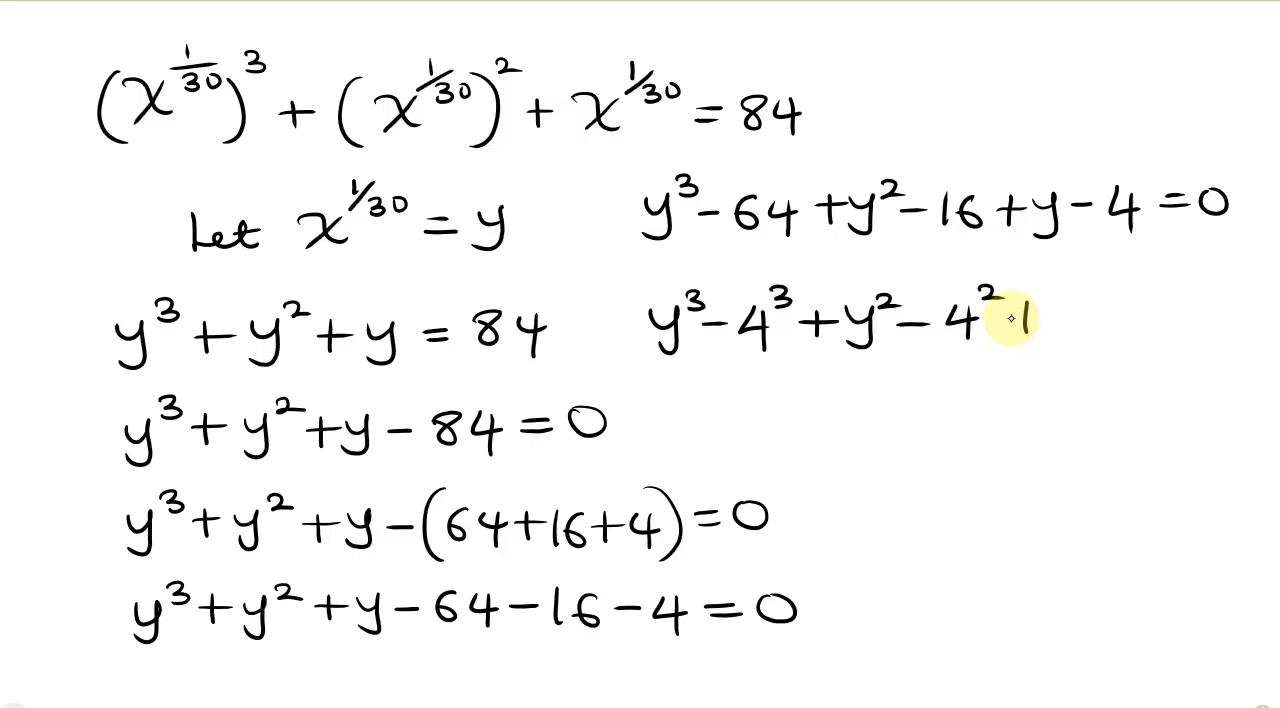 (x^(1/30))^3 + (x^(1/30))^2 + x^(1/30) = 84
Let x^(1/30) = y
y^3 + y^2 + y = 84
y^3 + y^2 + y - 84 = 0
y^3 + y^2 + y - (64+16+4) = 0
y^3 + y^2 + y - 64 - 16 - 4 = 0
y^3 - 64 + y^2 - 16 + y - 4 = 0
y^3 - 4^3 + y^2 - 4^2